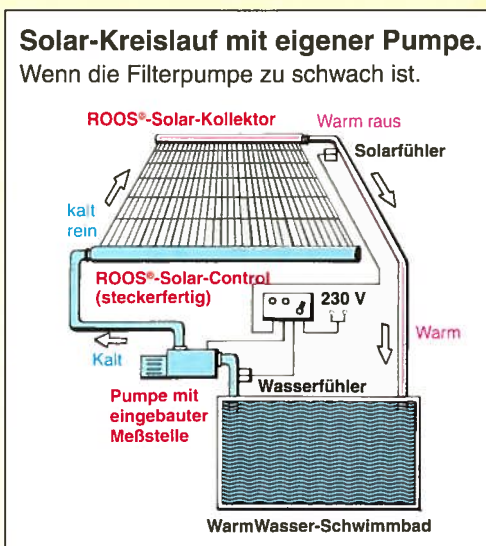 Solar-Kreislauf mit eigener Pumpe.
Wenn die Filterpumpe zu schwach ist.
ROOS®-Solar-Kollektor
Warm raus
Solarfühler
kalt
rein
ROOS®-Solar-Control
(steckerfertig)
230 V
Warm
Kalt
Wasserfühler
Pumpe mit
eingebauter
Meßstelle
WarmWasser-Schwimmbad